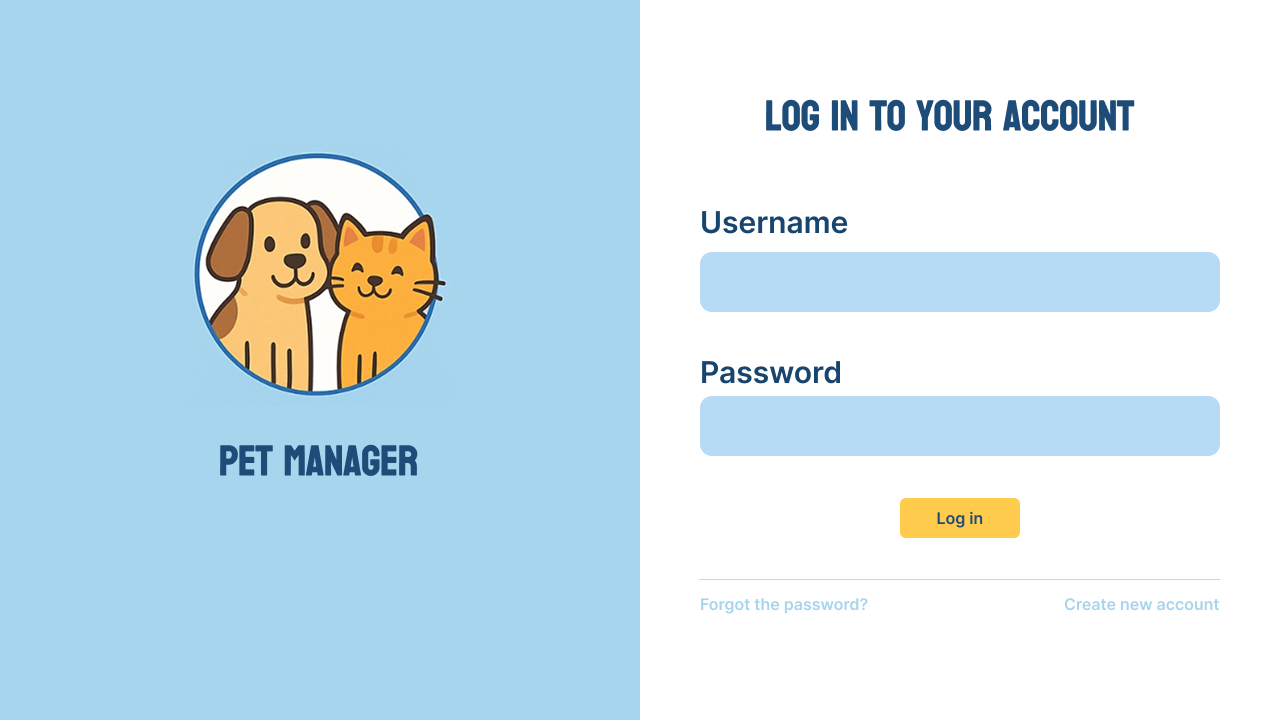 PET MANAGER
LOG IN TO YOUR ACCOUNT
Username
Password
Log in
Forgot the password?
Create new account